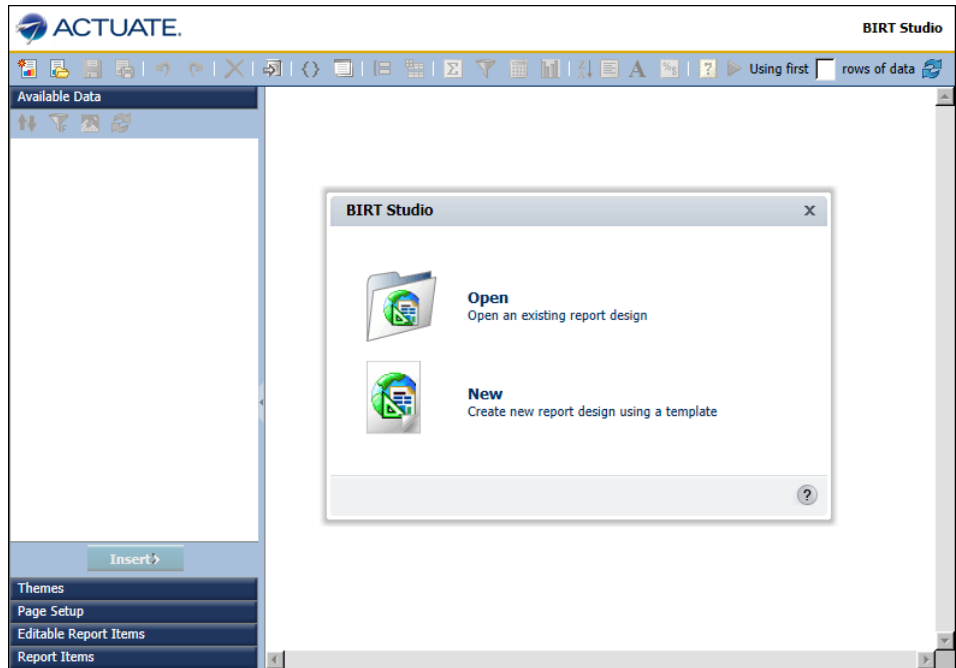 ACTUATE.
BIRT Studio
Using first rows of data
Available Data
BIRT Studio x
Open
Open an existing report design
New
Create new report design using a template
?
Insert
Themes
Page Setup
Editable Report Items
Report Items